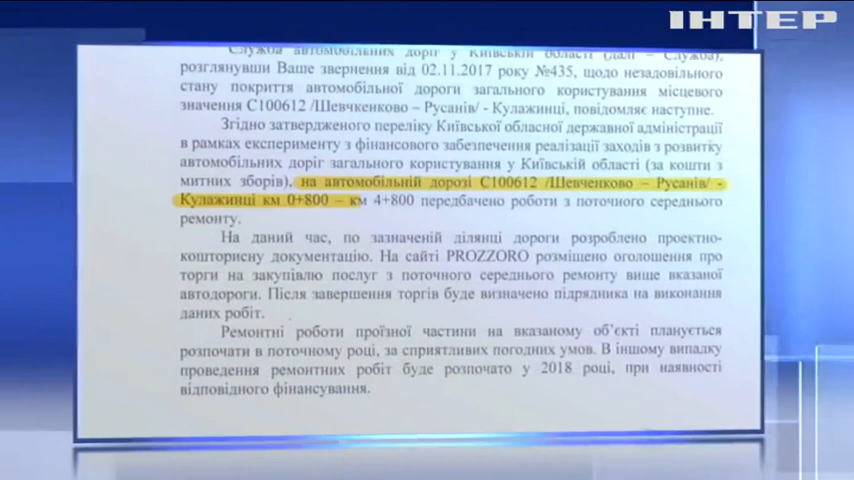 ІНТЕР
Служба автомобільних доріг у Київській області (далі – Служба),
розглянувши Ваше звернення від 02.11.2017 року №435, щодо незадовільного
стану покриття автомобільної дороги загального користування місцевого
значення С100612 /Шевчкенково – Русанів/ - Кулажинці, повідомляє наступне.
Згідно затвердженого переліку Київської обласної державної адміністрації
в рамках експерименту з фінансового забезпечення реалізації заходів з розвитку
автомобільних доріг загального користування у Київській області (за кошти з
митних зборів), на автомобільній дорозі С100612 /Шевченково – Русанів/ -
Кулажинці км 0+800 – км 4+800 передбачено роботи з поточного середнього
ремонту.
На даний час, по зазначеній ділянці дороги розроблено проектно-
кошторисну документацію. На сайті PROZZORO розміщено оголошення про
торги на закупівлю послуг з поточного середнього ремонту вище вказаної
автодороги. Після завершення торгів буде визначено підрядника на виконання
даних робіт.
Ремонтні роботи проїзної частини на вказаному об’єкті планується
розпочати в поточному році, за сприятливих погодних умов. В іншому випадку
проведення ремонтних робіт буде розпочато у 2018 році, при наявності
відповідного фінансування.